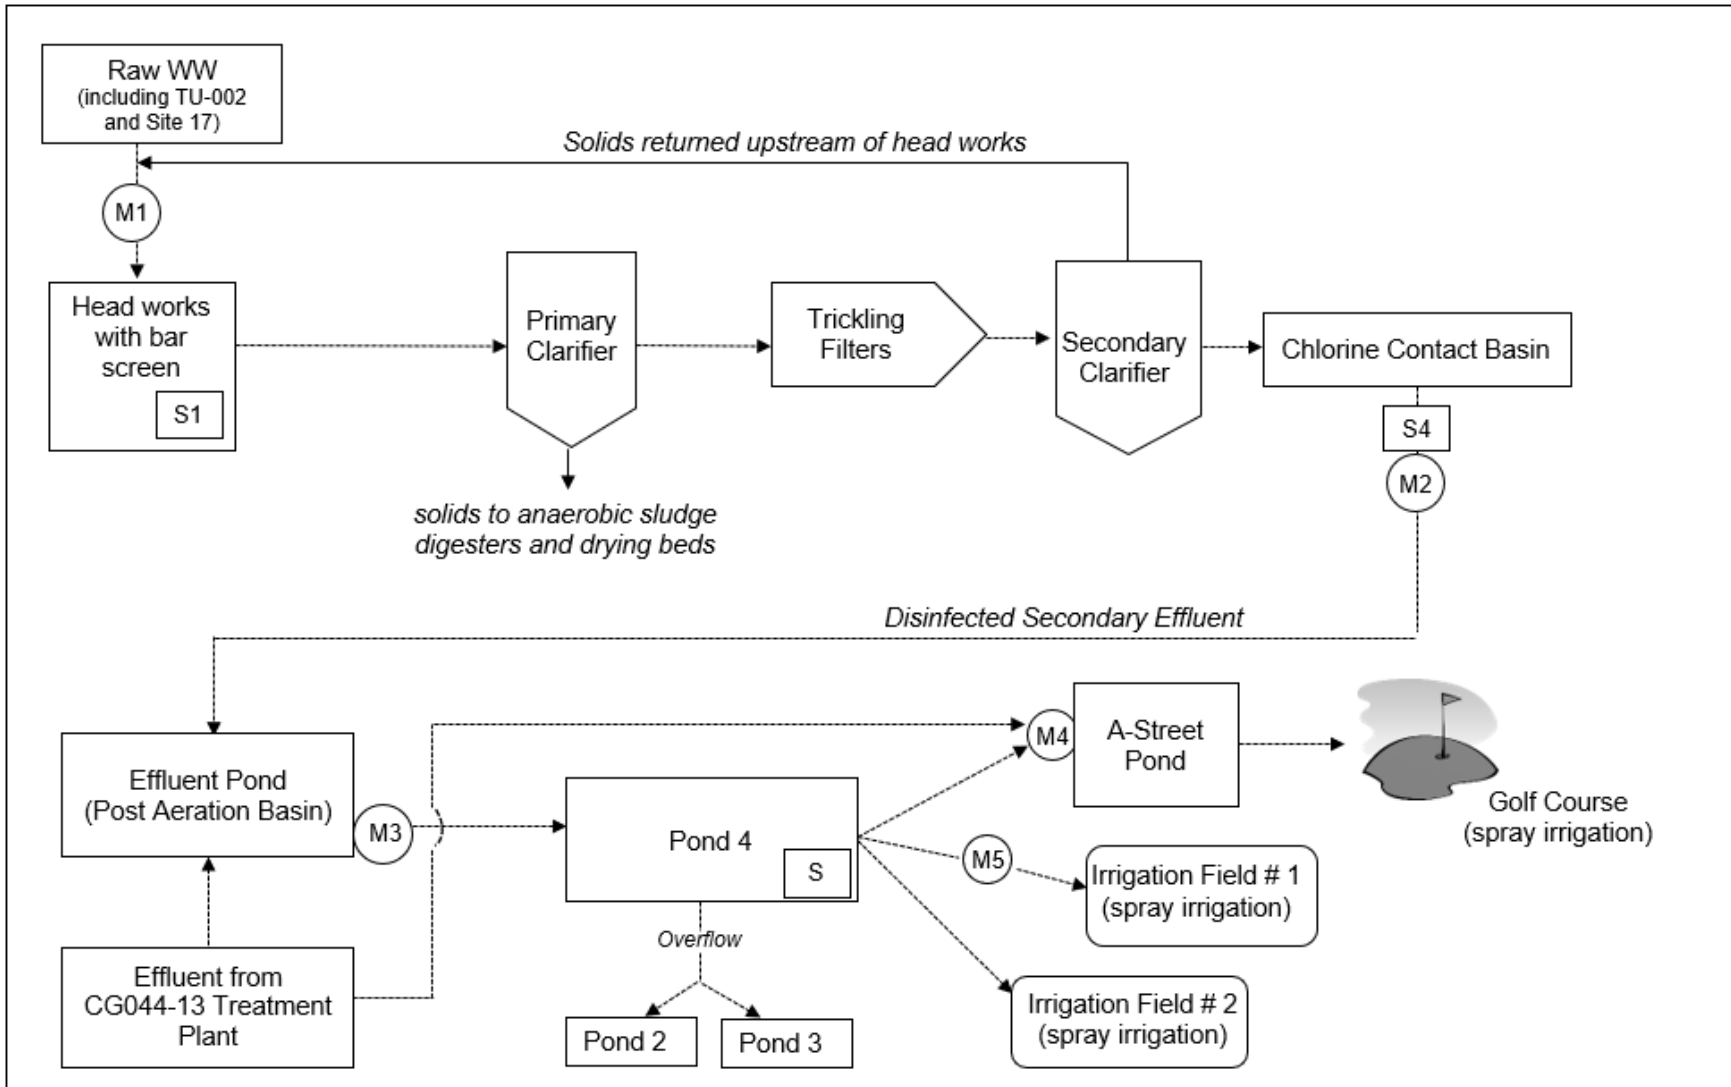 Raw WW
(including TU-002
and Site 17)
Solids returned upstream of head works
M1
Head works
with bar
screen
S1
Primary
Clarifier
Trickling
Filters
Secondary
Clarifier
Chlorine Contact Basin
S4
M2
solids to anaerobic sludge
digesters and drying beds
Disinfected Secondary Effluent
Effluent Pond
(Post Aeration Basin)
M3
Pond 4
S
M4
A-Street
Pond
Golf Course
(spray irrigation)
M5
Irrigation Field # 1
(spray irrigation)
Overflow
Effluent from
CG044-13 Treatment
Plant
Pond 2
Pond 3
Irrigation Field # 2
(spray irrigation)